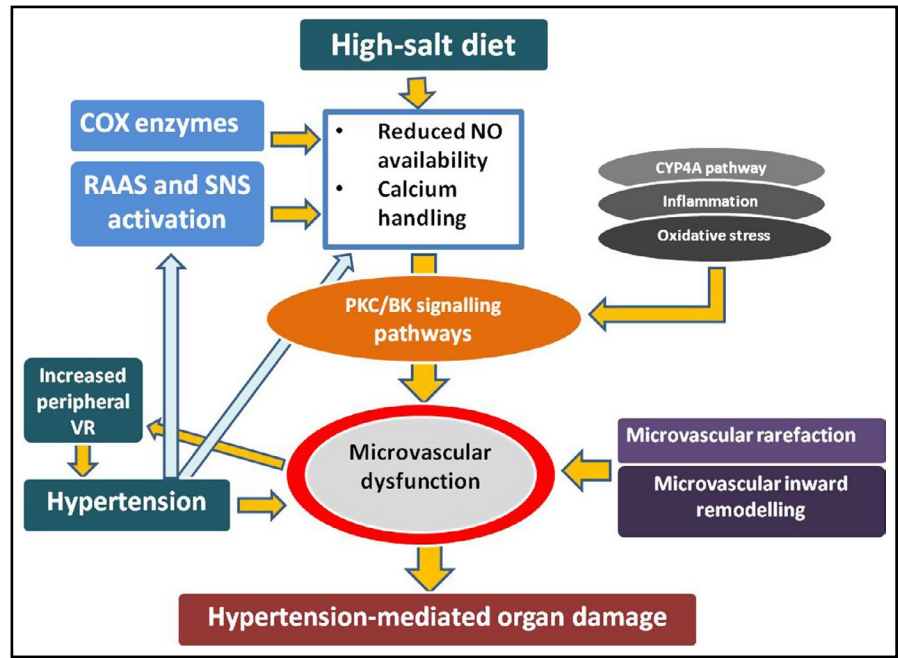 High-salt diet
COX enzymes
RAAS and SNS
activation
• Reduced NO
availability
• Calcium
handling
CYP4A pathway
Inflammation
Oxidative stress
PKC/BK signalling
pathways
Increased
peripheral
VR
Hypertension
Microvascular
dysfunction
Microvascular rarefaction
Microvascular inward
remodelling
Hypertension-mediated organ damage